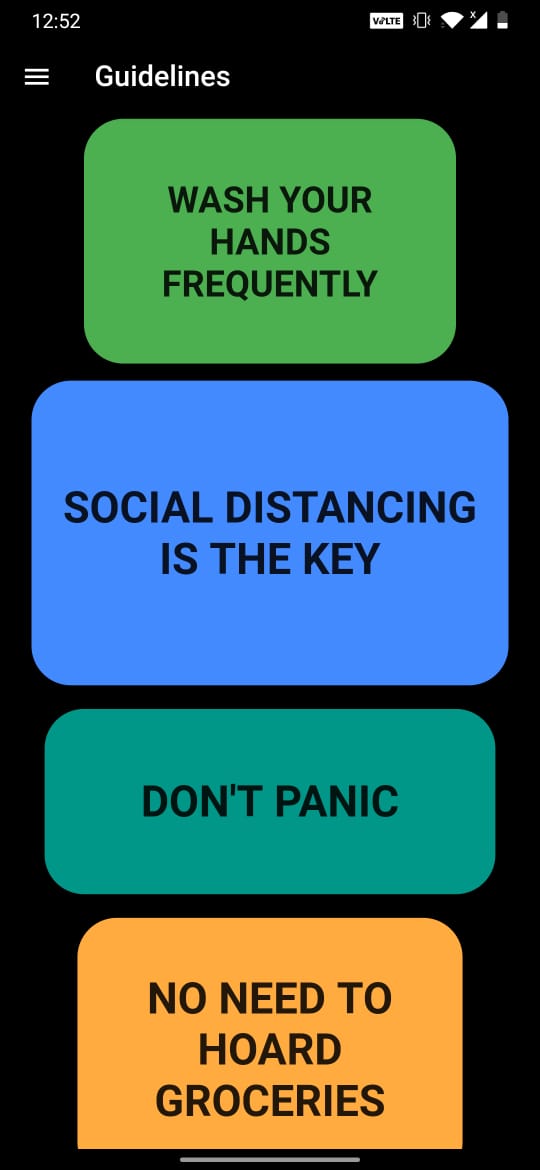 12:52
VoLTE
X
Guidelines
WASH YOUR
HANDS
FREQUENTLY
SOCIAL DISTANCING
IS THE KEY
DON'T PANIC
NO NEED TO
HOARD
GROCERIES